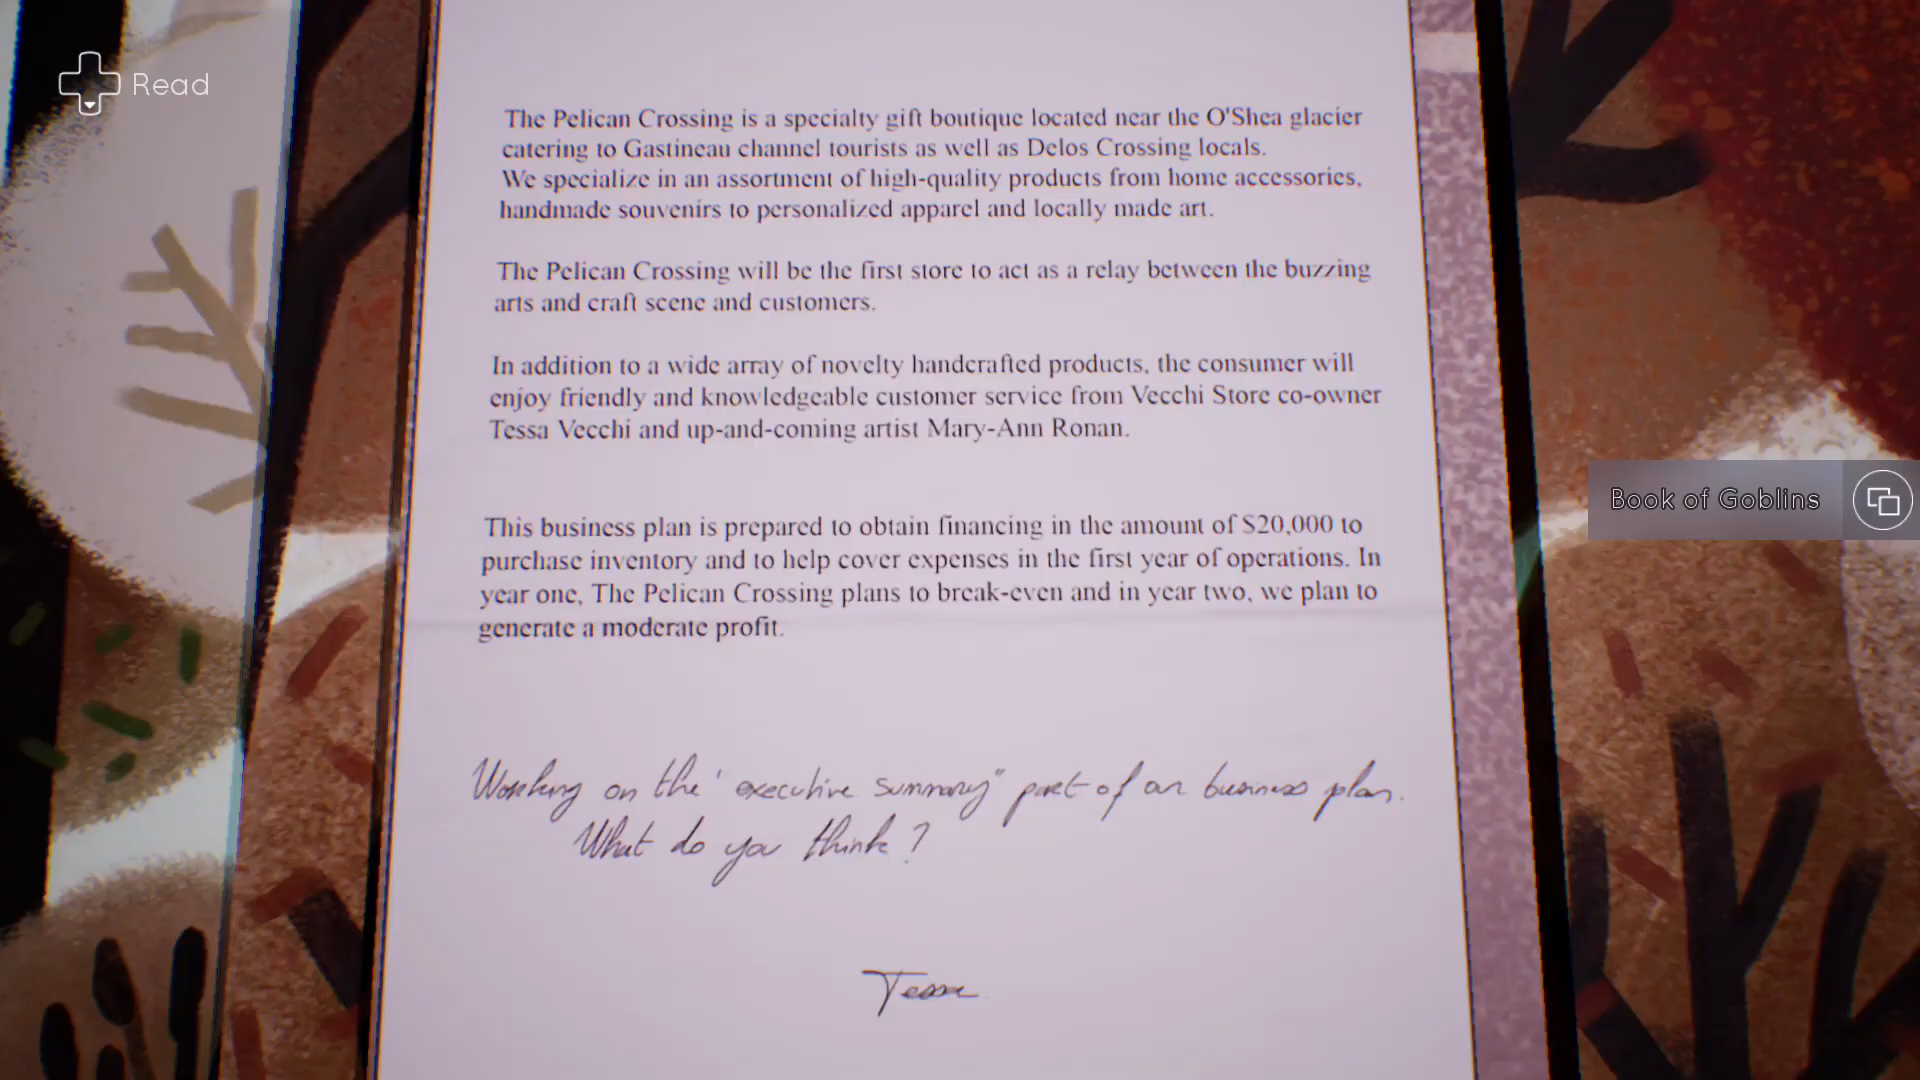 Read
The Pelican Crossing is a specialty gift boutique located near the O'Shea glacier
catering to Gastineau channel tourists as well as Delos Crossing locals.
We specialize in an assortment of high-quality products from home accessories,
handmade souvenirs to personalized apparel and locally made art.
The Pelican Crossing will be the first store to act as a relay between the buzzing
arts and craft scene and customers.
In addition to a wide array of novelty handcrafted products, the consumer will
enjoy friendly and knowledgeable customer service from Vecchi Store co-owner
Tessa Vecchi and up-and-coming artist Mary-Ann Ronan.
Book of Goblins
This business plan is prepared to obtain financing in the amount of $20,000 to
purchase inventory and to help cover expenses in the first year of operations. In
year one, The Pelican Crossing plans to break-even and in year two, we plan to
generate a moderate profit.
Working on the "executive summary" part of our business plan.
What do you think?
Tessa